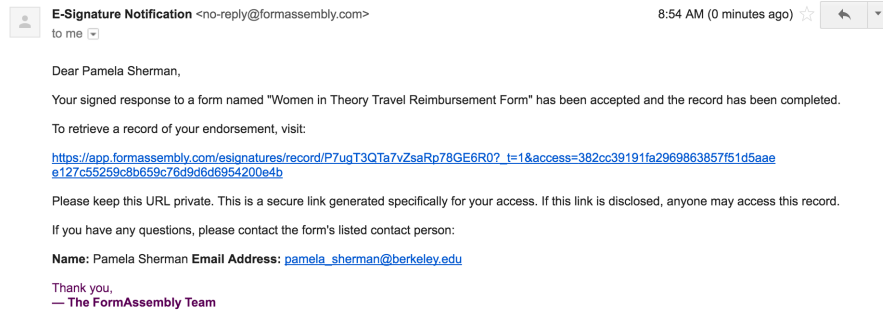 E-Signature Notification <no-reply@formassembly.com> 8:54 AM (0 minutes ago)
to me
Dear Pamela Sherman,
Your signed response to a form named "Women in Theory Travel Reimbursement Form" has been accepted and the record has been completed.
To retrieve a record of your endorsement, visit:
https://app.formassembly.com/esignatures/record/P7ugT3QTa7vZsaRp78GE6R0?_t=1&access=382cc39191fa2969863857f51d5aae
e127c55259c8b659c76d9d6d6954200e4b
Please keep this URL private. This is a secure link generated specifically for your access. If this link is disclosed, anyone may access this record.
If you have any questions, please contact the form's listed contact person:
Name: Pamela Sherman Email Address: pamela_sherman@berkeley.edu
Thank you,
— The FormAssembly Team